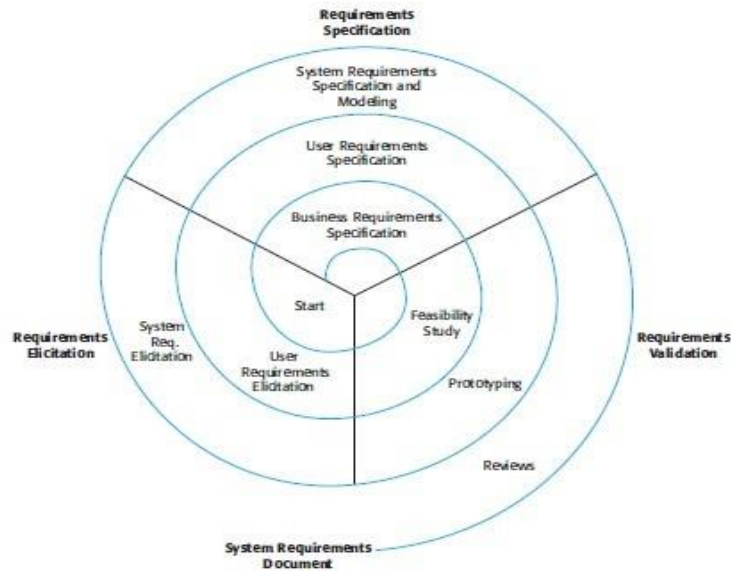 Requirements
Specification
System Requirements
Specification and
Modeling
User Requirements
Specification
Business Requirements
Specification
Start
Feasibility
Study
Requirements
Elicitation
System
Req.
Elicitation
User
Requirements
Elicitation
Requirements
Validation
Prototyping
Reviews
System Requirements
Document